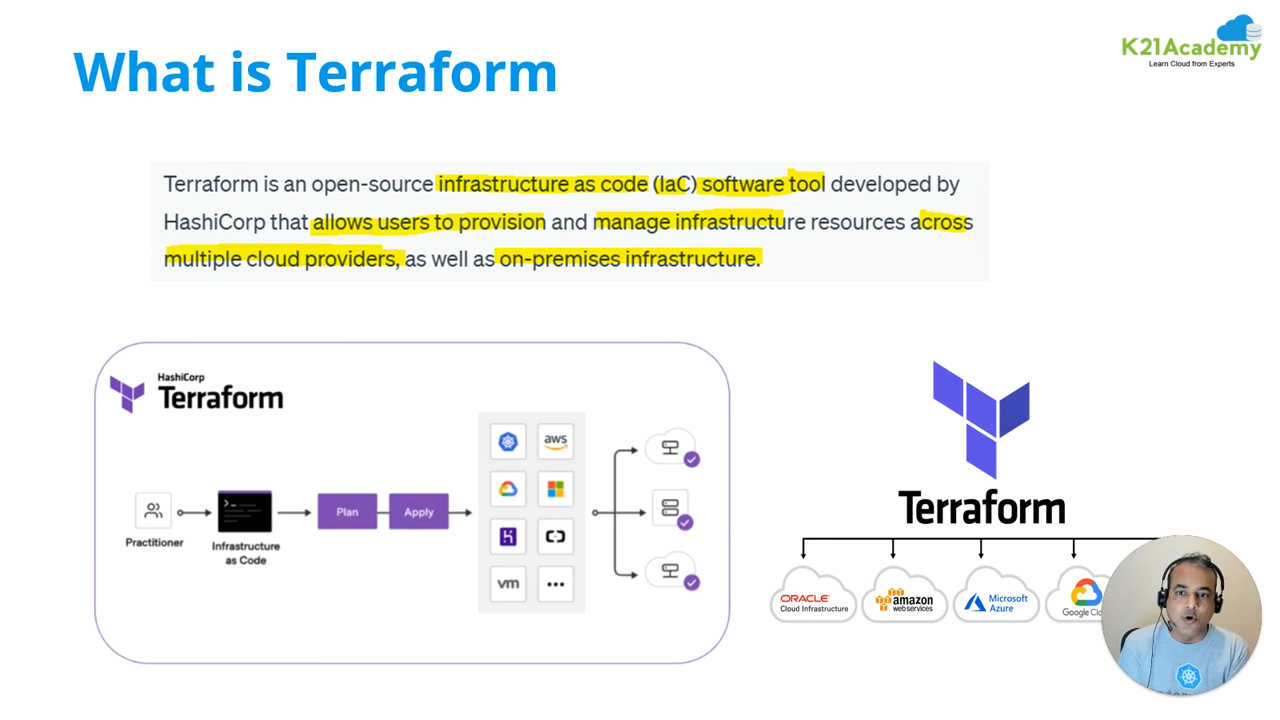 K21Academy
Learn Cloud from Experts
What is Terraform
Terraform is an open-source infrastructure as code (IaC) software tool developed by
HashiCorp that allows users to provision and manage infrastructure resources across
multiple cloud providers, as well as on-premises infrastructure.
HashiCorp
Terraform
Practitioner
Infrastructure
as Code
Plan
Apply
aws
vm
Terraform
ORACLE
Cloud Infrastructure
amazon
webservices
Microsoft
Azure
Google Clo